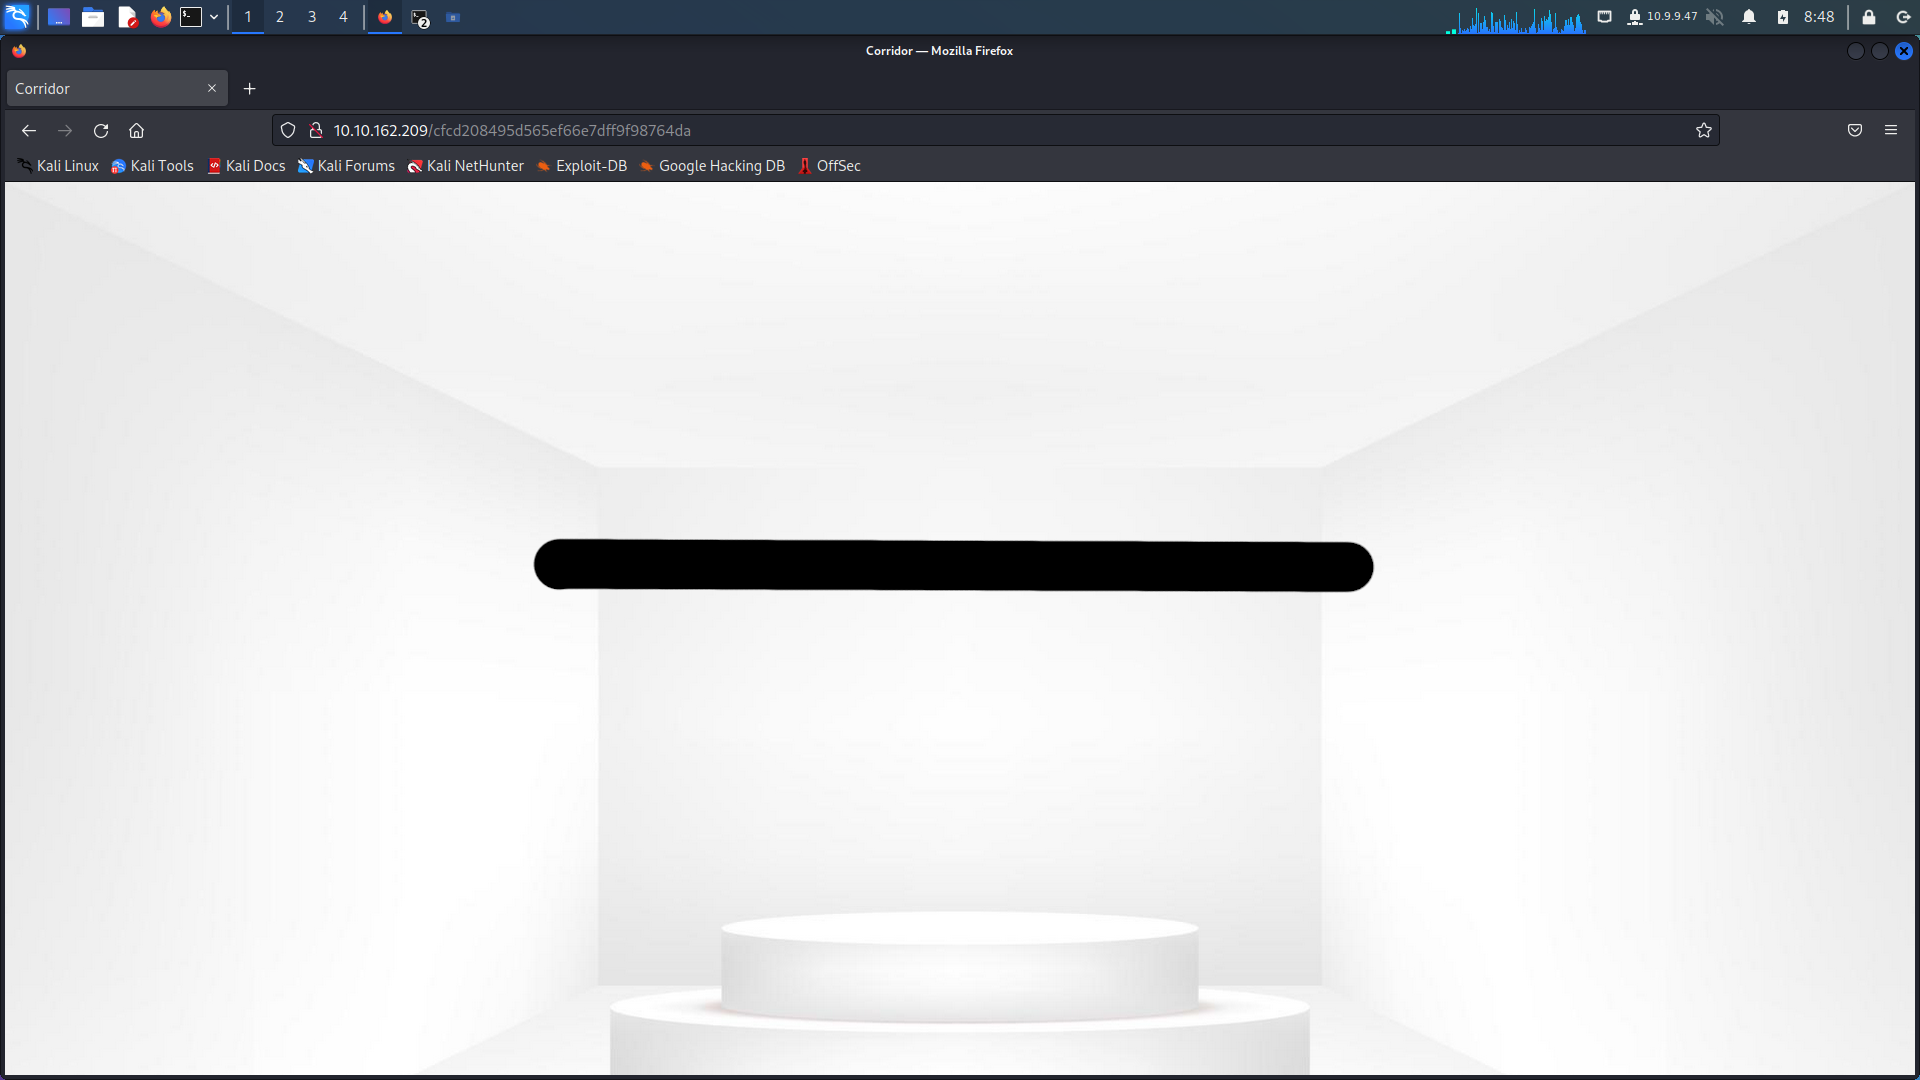 1 2 3 4 2 10.9.9.47 8:48
Corridor — Mozilla Firefox
Corridor
10.10.162.209/cfcd208495d565ef66e7dff9f98764da
Kali Linux Kali Tools Kali Docs Kali Forums Kali NetHunter Exploit-DB Google Hacking DB OffSec